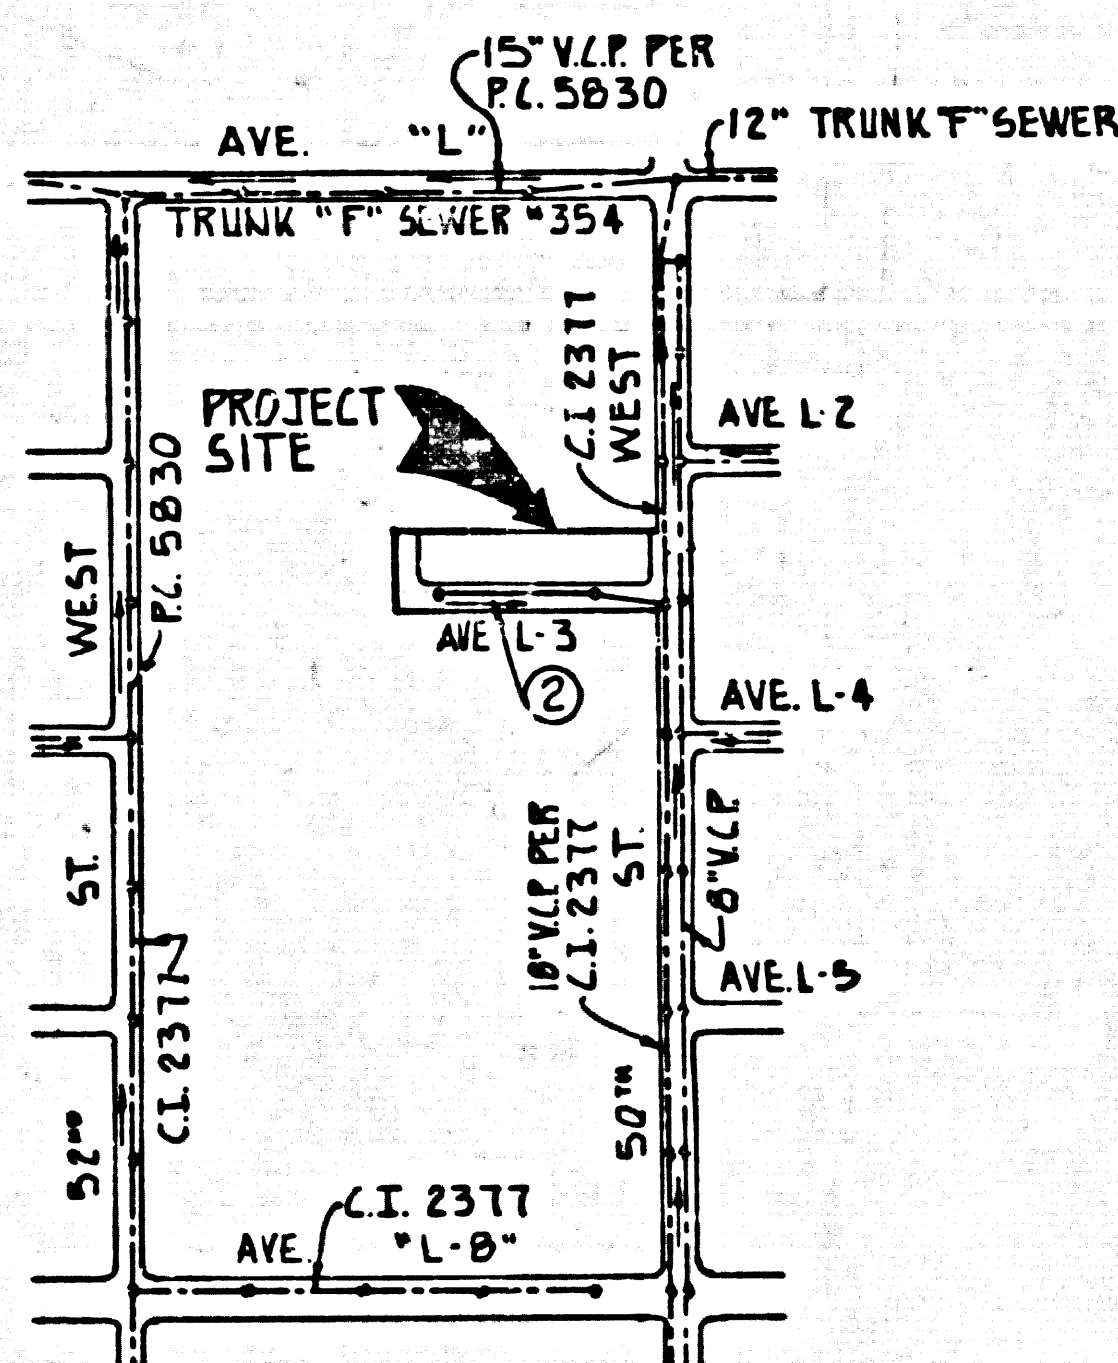 15" V.C.P. PER
P.C. 5830
12" TRUNK "F" SEWER
AVE. "L"
TRUNK "F" SEWER #354
C.I. 2377
WEST
PROJECT
SITE
AVE L-2
P.C. 5830
WEST
AVE L-3
2
AVE. L-4
18" V.C.P. PER
C.I. 2377
ST.
8" V.C.P.
ST.
AVE. L-5
C.I. 2377
50TH
52ND
C.I. 2377
AVE. "L-8"